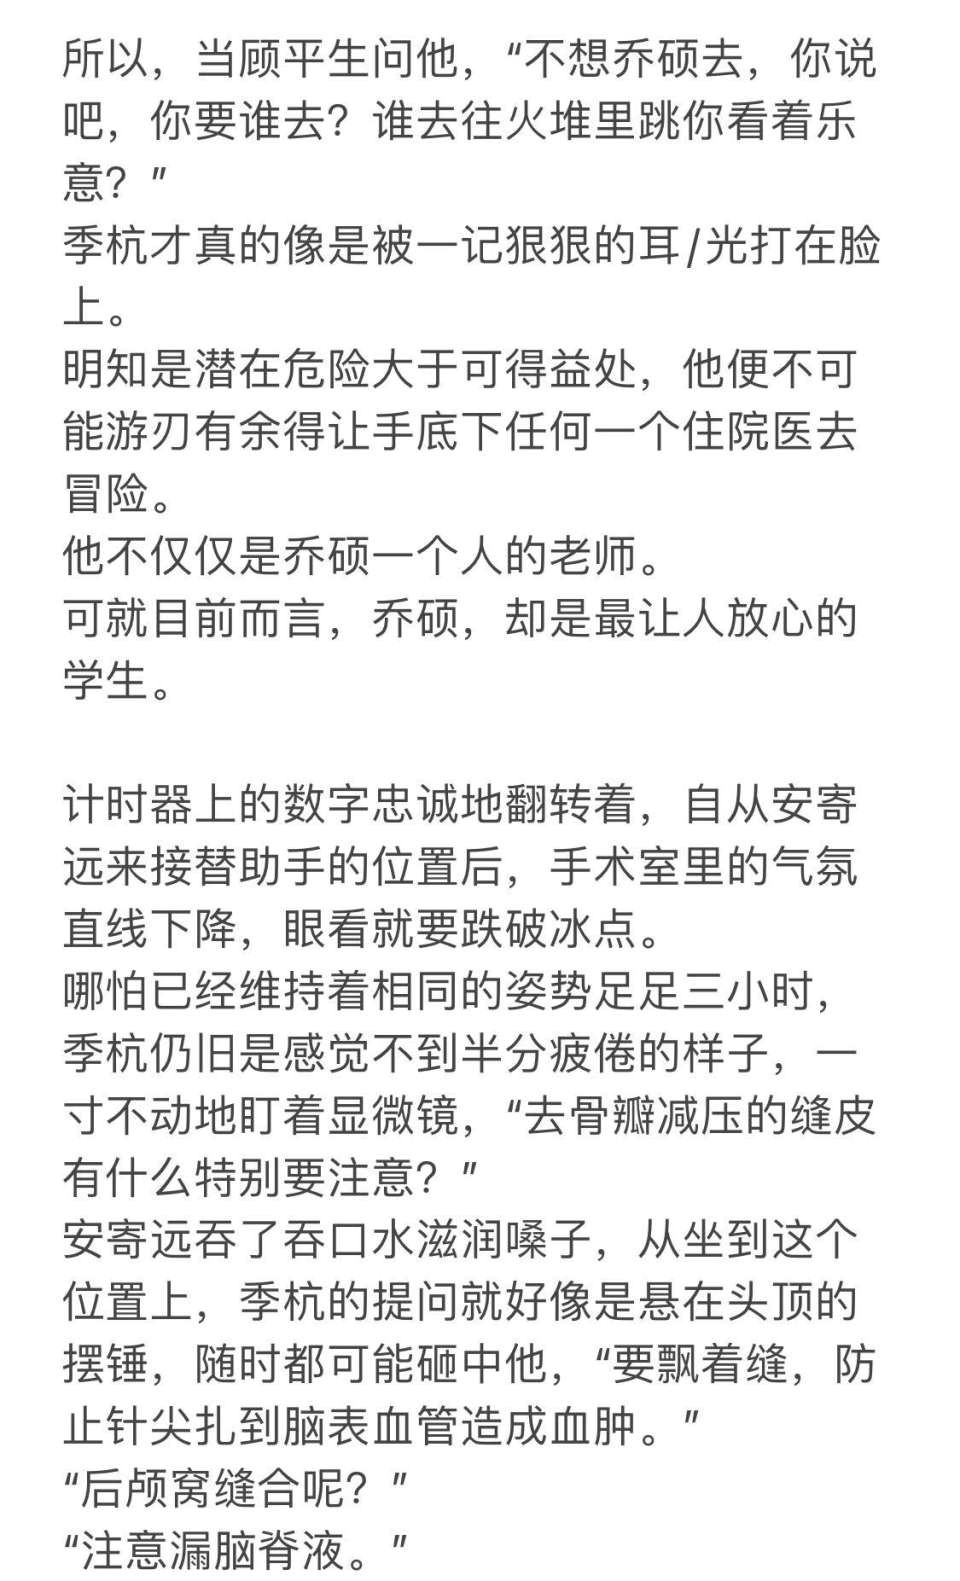 所以，当顾平生问他，“不想乔硕去，你说
吧，你要谁去？谁去往火堆里跳你看着乐
意？”
季杭才真的像是被一记狠狠的耳/光打在脸
上。
明知是潜在危险大于可得益处，他便不可
能游刃有余得让手底下任何一个住院医去
冒险。
他不仅仅是乔硕一个人的老师。
可就目前而言，乔硕，却是最让人放心的
学生。
计时器上的数字忠诚地翻转着，自从安寄
远来接替助手的位置后，手术室里的气氛
直线下降，眼看就要跌破冰点。
哪怕已经维持着相同的姿势足足三小时，
季杭仍旧是感觉不到半分疲倦的样子，一
寸不动地盯着显微镜，“去骨瓣减压的缝皮
有什么特别要注意？”
安寄远吞了吞口水滋润嗓子，从坐到这个
位置上，季杭的提问就好像是悬在头顶的
摆锤，随时都可能砸中他，“要飘着缝，防
止针尖扎到脑表血管造成血肿。”
“后颅窝缝合呢？”
“注意漏脑脊液。”